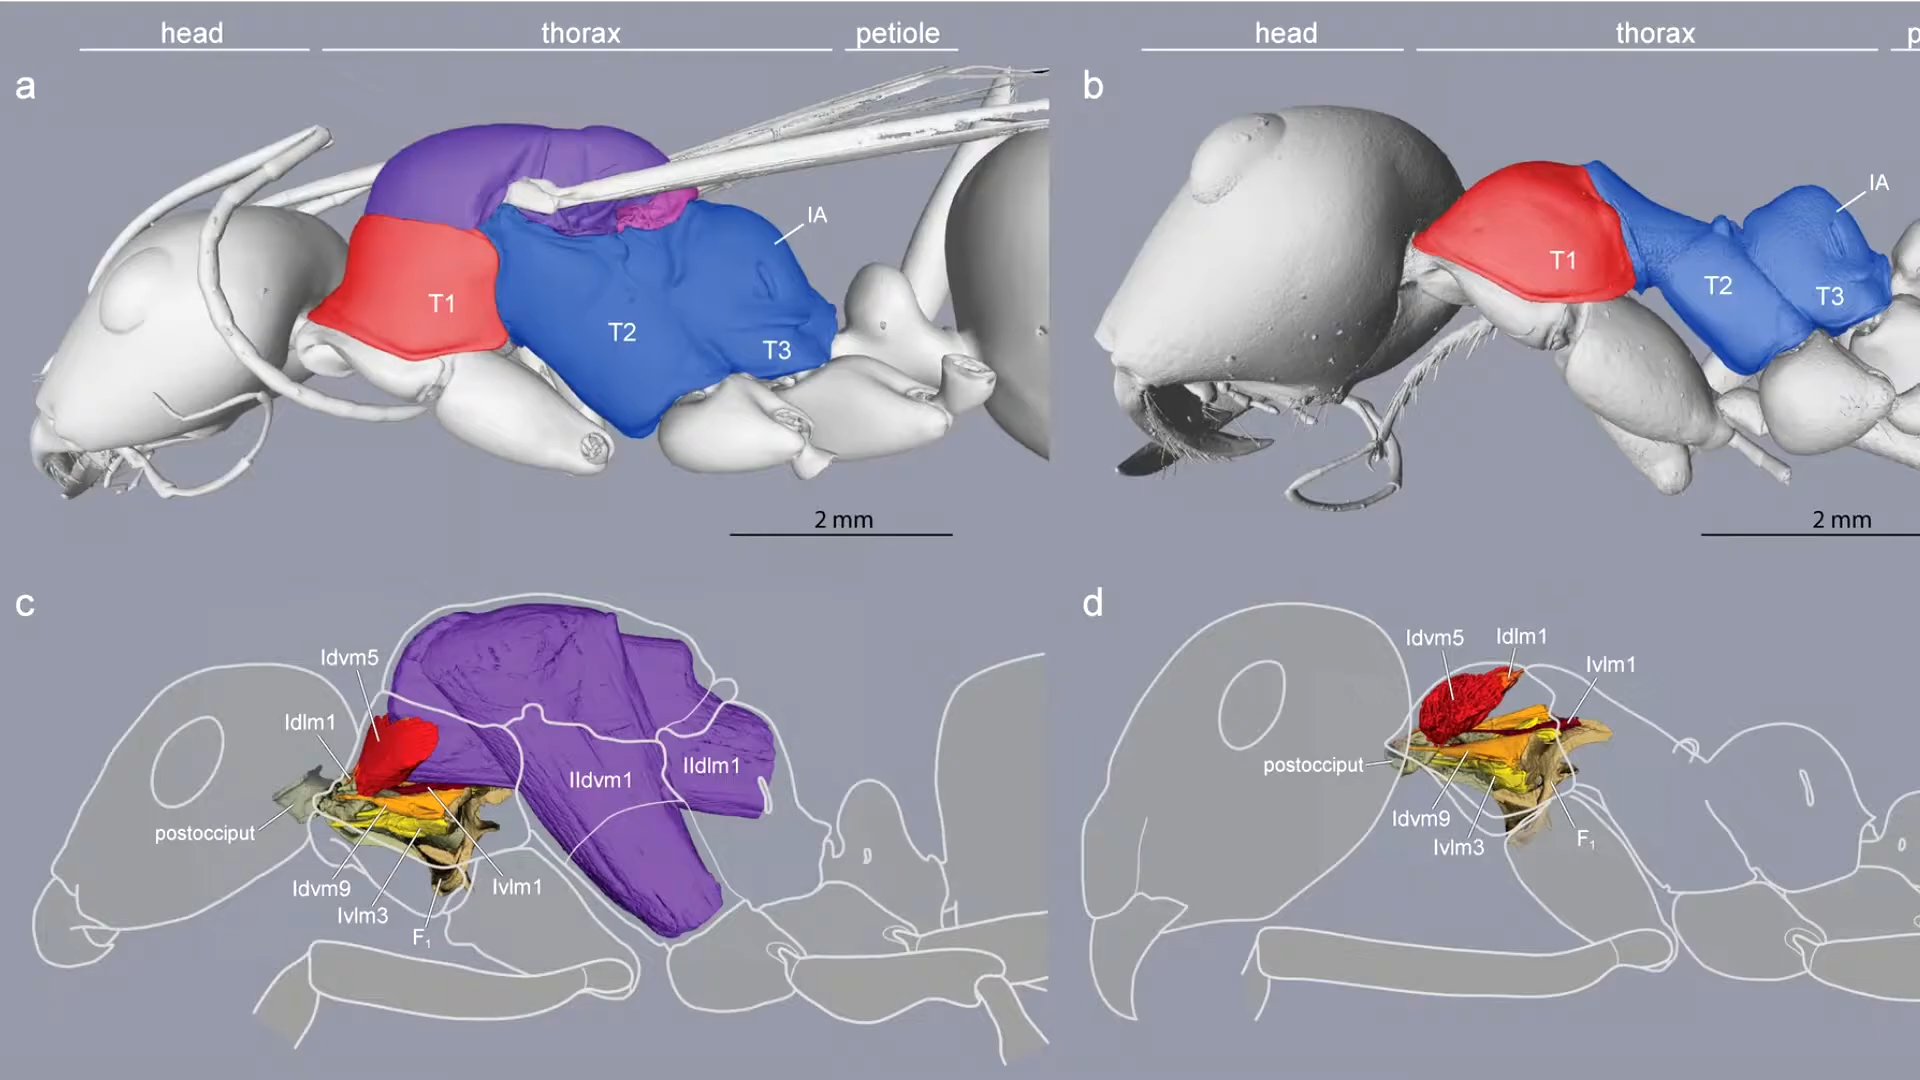 head thorax petiole
a
T1
T2
T3
IA
2 mm
head thorax p
b
T1
T2
T3
IA
2 mm
c
Idvm5
Idlm1
postocciput
Idvm9
Ivlm3
F1
Ivlm1
IIdvm1
IIdlm1
d
Idvm5
Idlm1
Ivlm1
postocciput
Idvm9
Ivlm3
F1